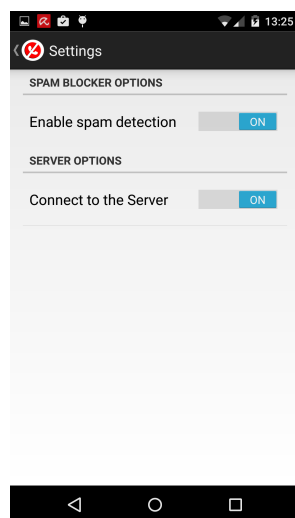 13:25
Settings
SPAM BLOCKER OPTIONS
Enable spam detection ON
SERVER OPTIONS
Connect to the Server ON